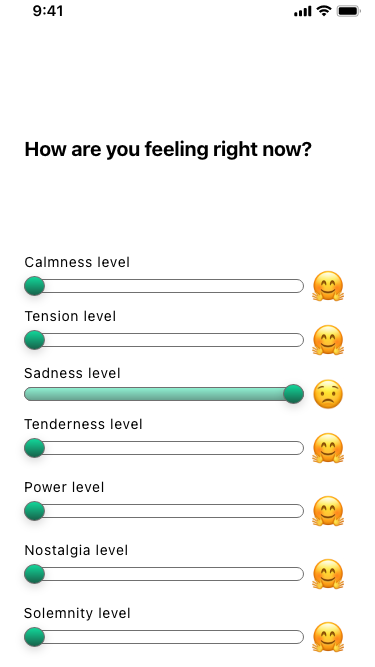 9:41
How are you feeling right now?
Calmness level
Tension level
Sadness level
Tenderness level
Power level
Nostalgia level
Solemnity level